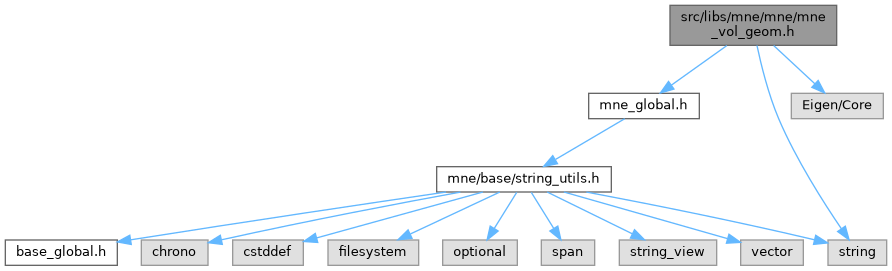 src/libs/mne/mne/mne
_vol_geom.h
mne_global.h
Eigen/Core
mne/base/string_utils.h
base_global.h
chrono
cstddef
filesystem
optional
span
string_view
vector
string